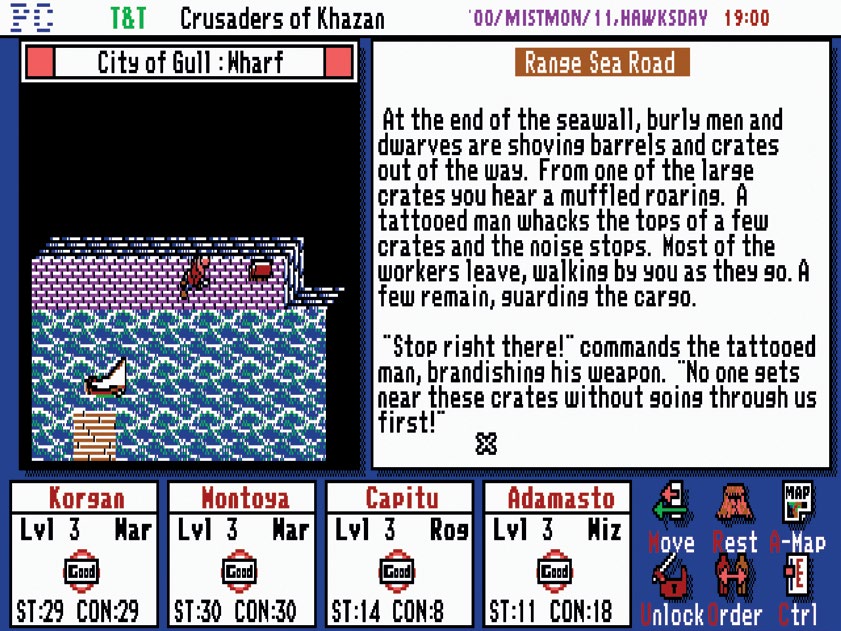 PC T&T Crusaders of Khazan '00/MISTMON/11,HAWKSDAY 19:00
City of Gull :Wharf
Range Sea Road
At the end of the seawall, burly men and
dwarves are shoving barrels and crates
out of the way. From one of the large
crates you hear a muffled roaring. A
tattooed man whacks the tops of a few
crates and the noise stops. Most of the
workers leave, walking by you as they go. A
few remain, guarding the cargo.
"Stop right there!" commands the tattooed
man, brandishing his weapon. "No one gets
near these crates without going through us
first!"
Korgan
Lvl 3 War
Good
ST:29 CON:29
Montoya
Lvl 3 War
Good
ST:30 CON:30
Capitu
Lvl 3 Rog
Good
ST:14 CON:8
Adamasto
Lvl 3 Wiz
Good
ST:11 CON:18
MAP
Move Rest A-Map
E
Unlock Order Ctrl